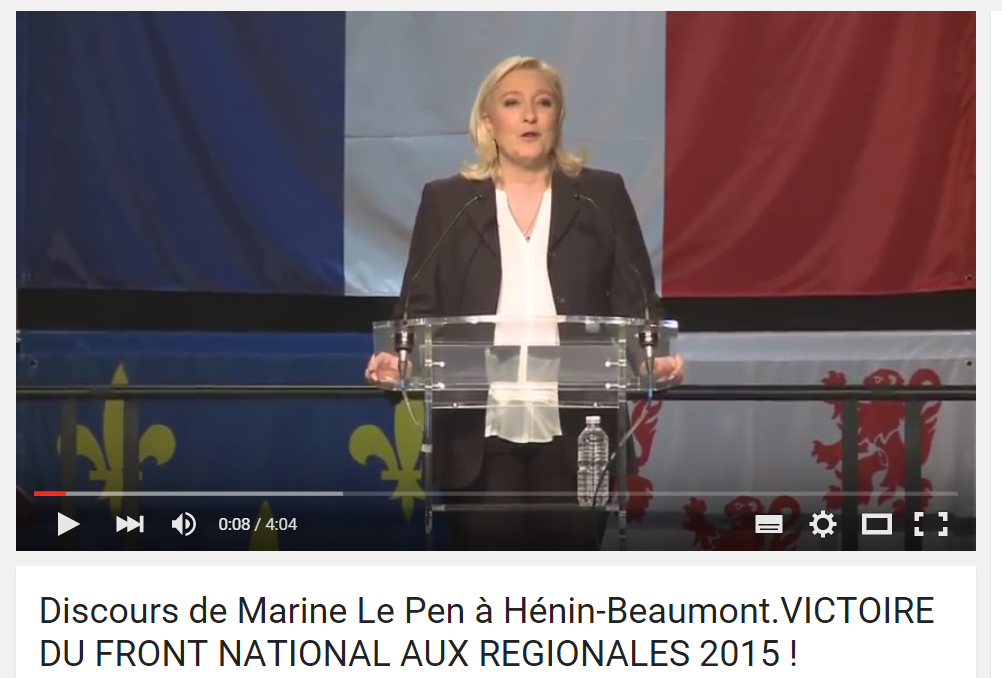 0:08 / 4:04
Discours de Marine Le Pen à Hénin-Beaumont.VICTOIRE
DU FRONT NATIONAL AUX REGIONALES 2015 !